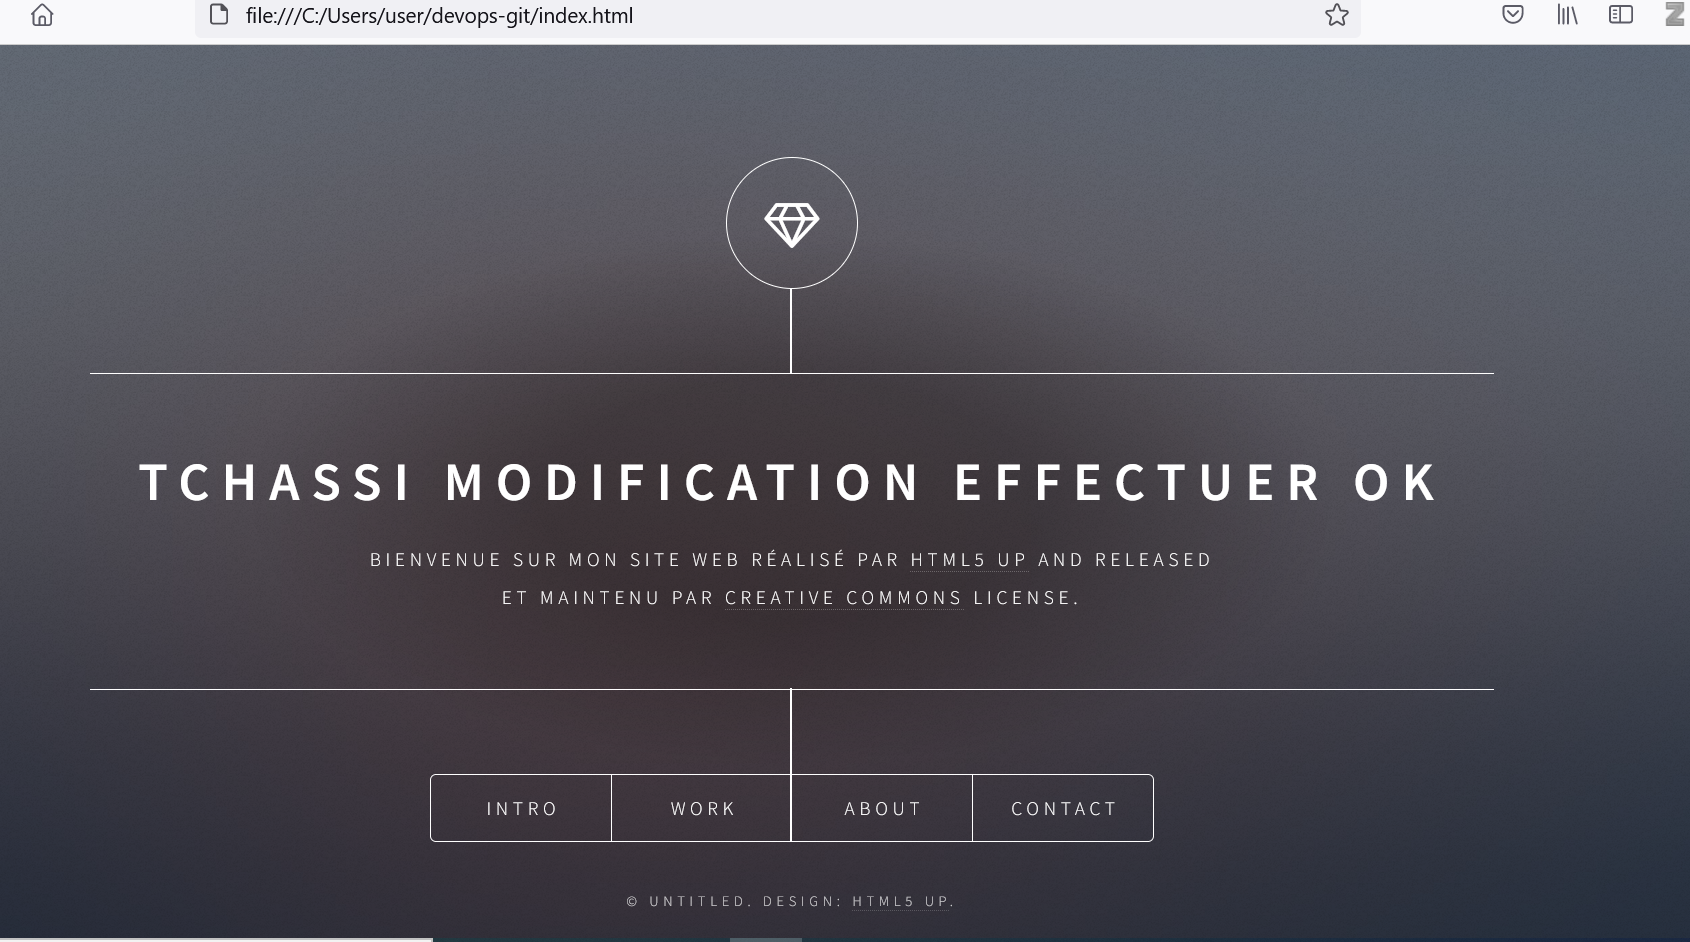 file:///C:/Users/user/devops-git/index.html
TCHASSI MODIFICATION EFFECTUER OK
BIENVENUE SUR MON SITE WEB RÉALISÉ PAR HTML5 UP AND RELEASED
ET MAINTENU PAR CREATIVE COMMONS LICENSE.
INTRO WORK ABOUT CONTACT
© UNTITLED. DESIGN: HTML5 UP.